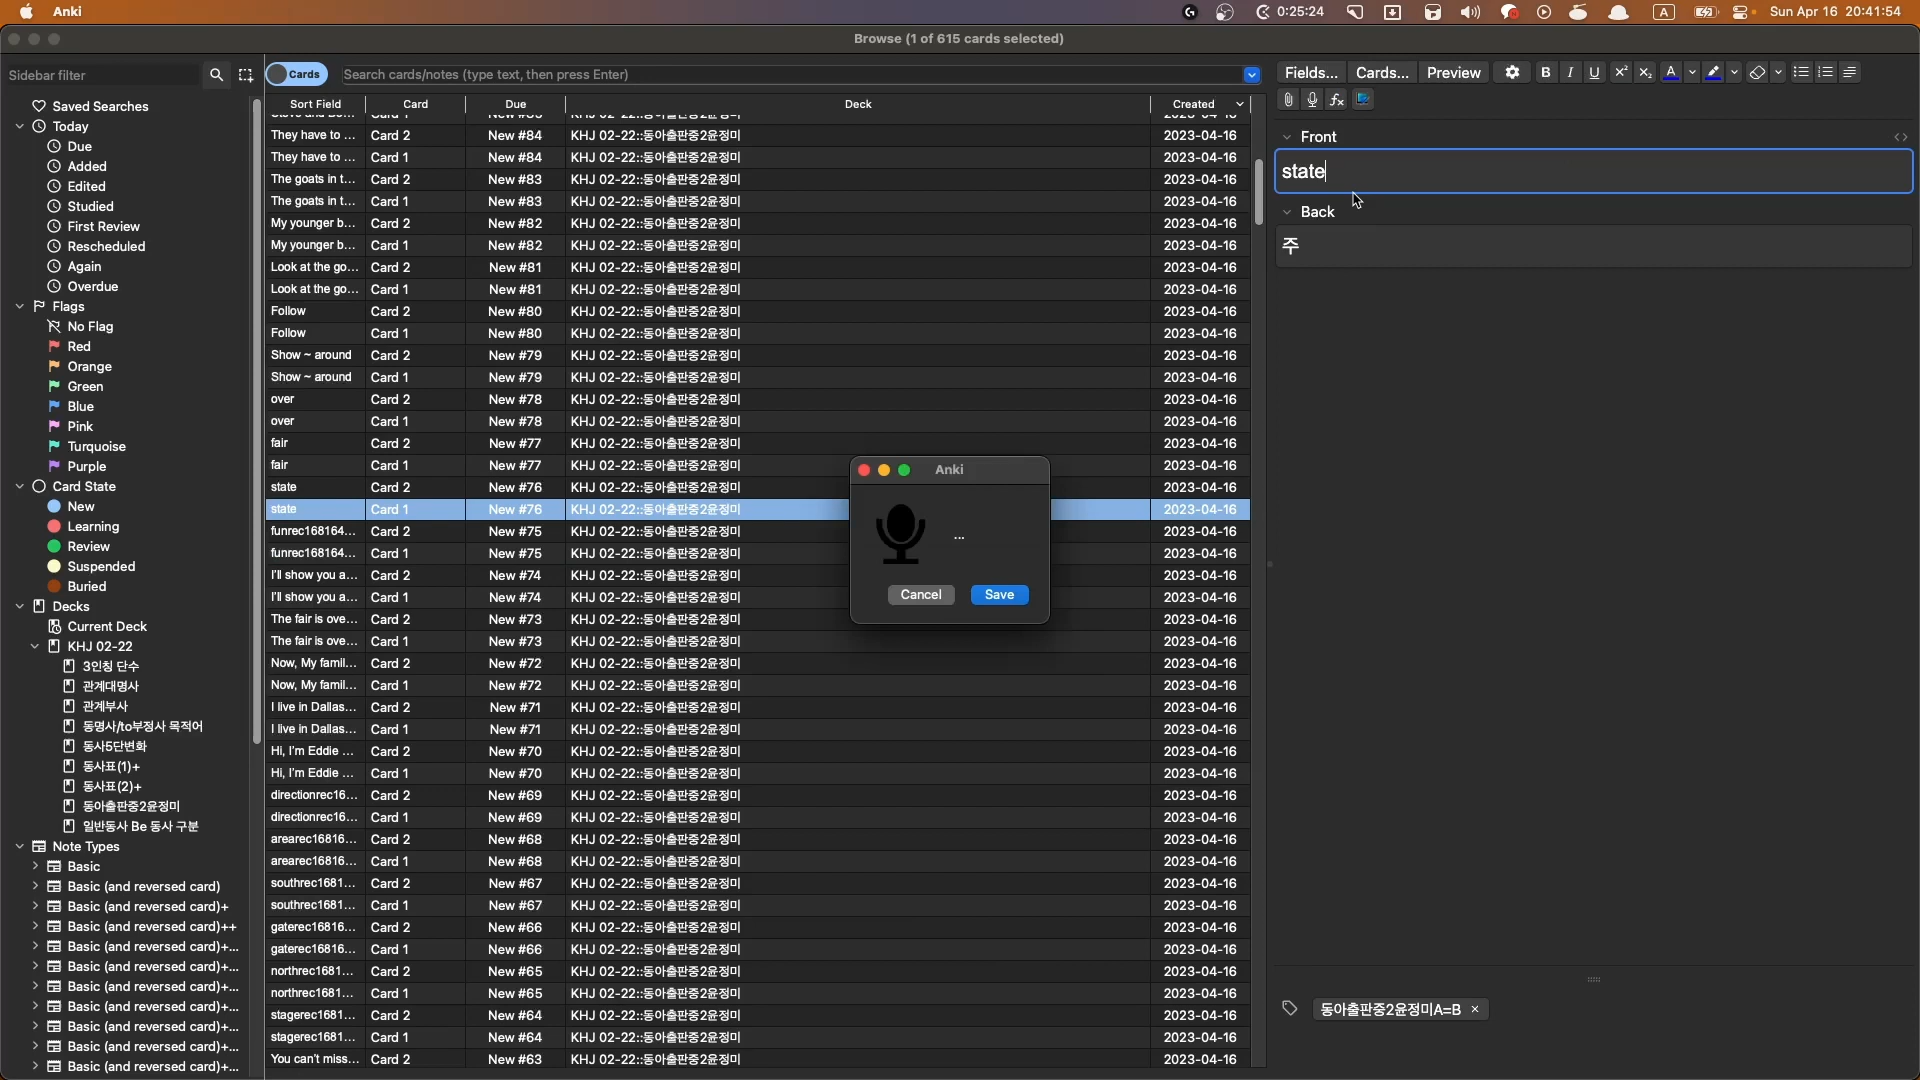 Anki
0:25:24
A
Sun Apr 16 20:41:54
Browse (1 of 615 cards selected)
Sidebar filter
Saved Searches
Today
Due
Added
Edited
Studied
First Review
Rescheduled
Again
Overdue
Flags
No Flag
Red
Orange
Green
Blue
Pink
Turquoise
Purple
Card State
New
Learning
Review
Suspended
Buried
Decks
Current Deck
KHJ 02-22
3인칭 단수
관계대명사
관계부사
동명사/to부정사 목적어
동사5단변화
동사표(1)+
동사표(2)+
동아출판중2윤정미
일반동사 Be 동사 구분
Note Types
Basic
Basic (and reversed card)
Basic (and reversed card)+
Basic (and reversed card)++
Basic (and reversed card)+...
Basic (and reversed card)+...
Basic (and reversed card)+...
Basic (and reversed card)+...
Basic (and reversed card)+...
Basic (and reversed card)+...
Basic (and reversed card)+...
Cards
Search cards/notes (type text, then press Enter)
Sort Field Card Due Deck Created
They have to ... Card 2 New #84 KHJ 02-22::동아출판중2윤정미 2023-04-16
They have to ... Card 1 New #84 KHJ 02-22::동아출판중2윤정미 2023-04-16
The goats in t... Card 2 New #83 KHJ 02-22::동아출판중2윤정미 2023-04-16
The goats in t... Card 1 New #83 KHJ 02-22::동아출판중2윤정미 2023-04-16
My younger b... Card 2 New #82 KHJ 02-22::동아출판중2윤정미 2023-04-16
My younger b... Card 1 New #82 KHJ 02-22::동아출판중2윤정미 2023-04-16
Look at the go... Card 2 New #81 KHJ 02-22::동아출판중2윤정미 2023-04-16
Look at the go... Card 1 New #81 KHJ 02-22::동아출판중2윤정미 2023-04-16
Follow Card 2 New #80 KHJ 02-22::동아출판중2윤정미 2023-04-16
Follow Card 1 New #80 KHJ 02-22::동아출판중2윤정미 2023-04-16
Show ~ around Card 2 New #79 KHJ 02-22::동아출판중2윤정미 2023-04-16
Show ~ around Card 1 New #79 KHJ 02-22::동아출판중2윤정미 2023-04-16
over Card 2 New #78 KHJ 02-22::동아출판중2윤정미 2023-04-16
over Card 1 New #78 KHJ 02-22::동아출판중2윤정미 2023-04-16
fair Card 2 New #77 KHJ 02-22::동아출판중2윤정미 2023-04-16
fair Card 1 New #77 KHJ 02-22::동아출판중2윤정미 2023-04-16
state Card 2 New #76 KHJ 02-22::동아출판중2윤정미 2023-04-16
state Card 1 New #76 KHJ 02-22::동아출판중2윤정미 2023-04-16
funrec168164... Card 2 New #75 KHJ 02-22::동아출판중2윤정미 2023-04-16
funrec168164... Card 1 New #75 KHJ 02-22::동아출판중2윤정미 2023-04-16
I'll show you a... Card 2 New #74 KHJ 02-22::동아출판중2윤정미 2023-04-16
I'll show you a... Card 1 New #74 KHJ 02-22::동아출판중2윤정미 2023-04-16
The fair is ove... Card 2 New #73 KHJ 02-22::동아출판중2윤정미 2023-04-16
The fair is ove... Card 1 New #73 KHJ 02-22::동아출판중2윤정미 2023-04-16
Now, My famil... Card 2 New #72 KHJ 02-22::동아출판중2윤정미 2023-04-16
Now, My famil... Card 1 New #72 KHJ 02-22::동아출판중2윤정미 2023-04-16
I live in Dallas... Card 2 New #71 KHJ 02-22::동아출판중2윤정미 2023-04-16
I live in Dallas... Card 1 New #71 KHJ 02-22::동아출판중2윤정미 2023-04-16
Hi, I'm Eddie ... Card 2 New #70 KHJ 02-22::동아출판중2윤정미 2023-04-16
Hi, I'm Eddie ... Card 1 New #70 KHJ 02-22::동아출판중2윤정미 2023-04-16
directionrec16... Card 2 New #69 KHJ 02-22::동아출판중2윤정미 2023-04-16
directionrec16... Card 1 New #69 KHJ 02-22::동아출판중2윤정미 2023-04-16
arearec16816... Card 2 New #68 KHJ 02-22::동아출판중2윤정미 2023-04-16
arearec16816... Card 1 New #68 KHJ 02-22::동아출판중2윤정미 2023-04-16
southrec1681... Card 2 New #67 KHJ 02-22::동아출판중2윤정미 2023-04-16
southrec1681... Card 1 New #67 KHJ 02-22::동아출판중2윤정미 2023-04-16
gaterec16816... Card 2 New #66 KHJ 02-22::동아출판중2윤정미 2023-04-16
gaterec16816... Card 1 New #66 KHJ 02-22::동아출판중2윤정미 2023-04-16
northrec1681... Card 2 New #65 KHJ 02-22::동아출판중2윤정미 2023-04-16
northrec1681... Card 1 New #65 KHJ 02-22::동아출판중2윤정미 2023-04-16
stagerec1681... Card 2 New #64 KHJ 02-22::동아출판중2윤정미 2023-04-16
stagerec1681... Card 1 New #64 KHJ 02-22::동아출판중2윤정미 2023-04-16
You can't miss... Card 2 New #63 KHJ 02-22::동아출판중2윤정미 2023-04-16
Anki
...
Cancel Save
Fields... Cards... Preview B I U x² x₂ A
fx
Front
state
Back
주
동아출판중2윤정미A=B ×